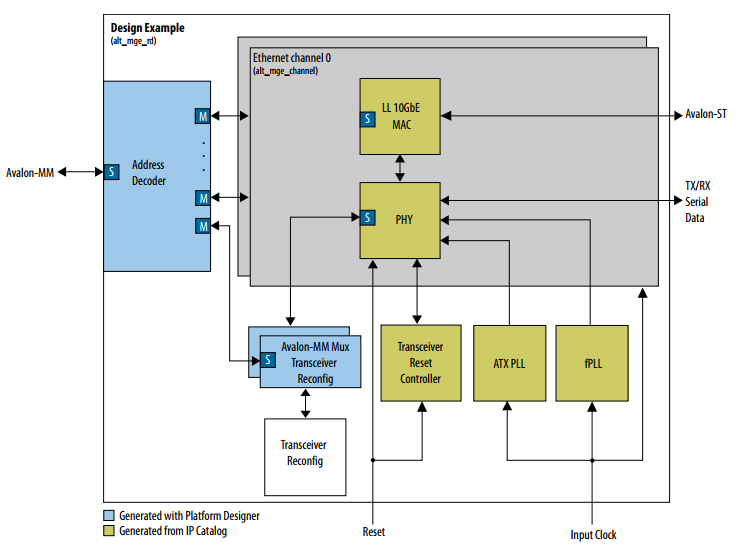 Design Example
(alt_mge_rd)
Ethernet channel 0
(alt_mge_channel)
LL 10GbE
MAC
S
Avalon-ST
M
.
.
.
Address
Decoder
Avalon-MM
S
M
M
TX/RX
Serial
Data
S
PHY
Avalon-MM Mux
Transceiver
Reconfig
S
Transceiver
Reset
Controller
ATX PLL
fPLL
Transceiver
Reconfig
Generated with Platform Designer
Generated from IP Catalog
Reset
Input Clock